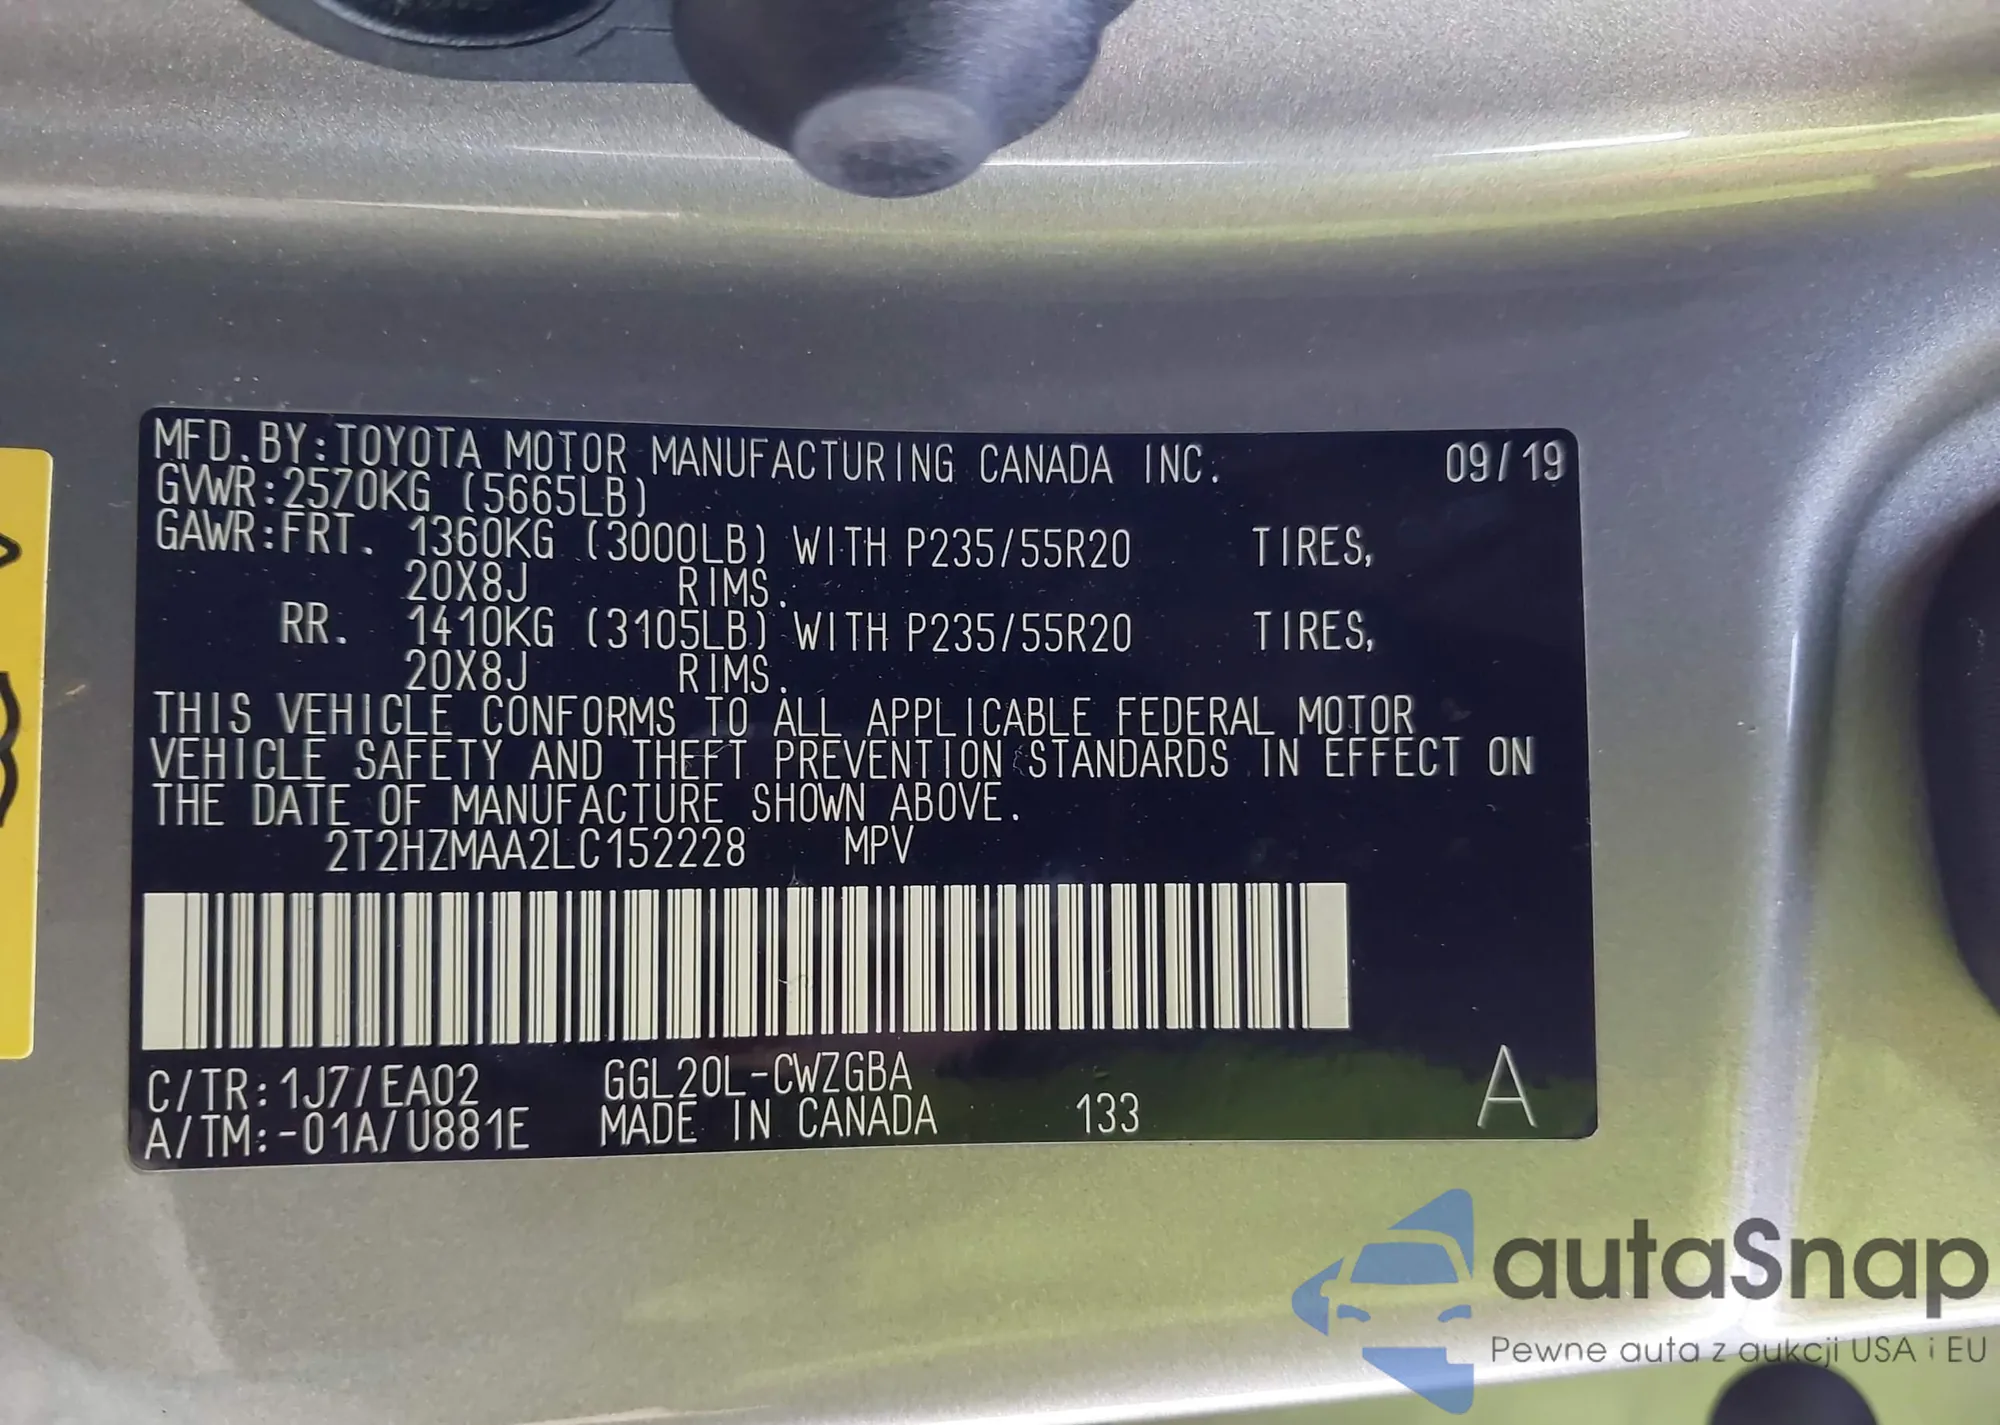 MFD.BY:TOYOTA MOTOR MANUFACTURING CANADA INC. 09/19
GVWR:2570KG (5665LB)
GAWR:FRT. 1360KG (3000LB) WITH P235/55R20 TIRES,
20X8J RIMS.
RR. 1410KG (3105LB) WITH P235/55R20 TIRES,
20X8J RIMS.
THIS VEHICLE CONFORMS TO ALL APPLICABLE FEDERAL MOTOR
VEHICLE SAFETY AND THEFT PREVENTION STANDARDS IN EFFECT ON
THE DATE OF MANUFACTURE SHOWN ABOVE.
2T2HZMAA2LC152228 MPV
C/TR:1J7/EA02 GGL20L-CWZGBA
A/TM:-01A/U881E MADE IN CANADA 133 A
autaSnap
Pewne auta z aukcji USA i EU